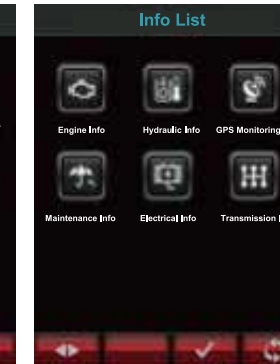 Info List
Engine Info Hydraulic Info GPS Monitoring
Maintenance Info Electrical Info Transmission